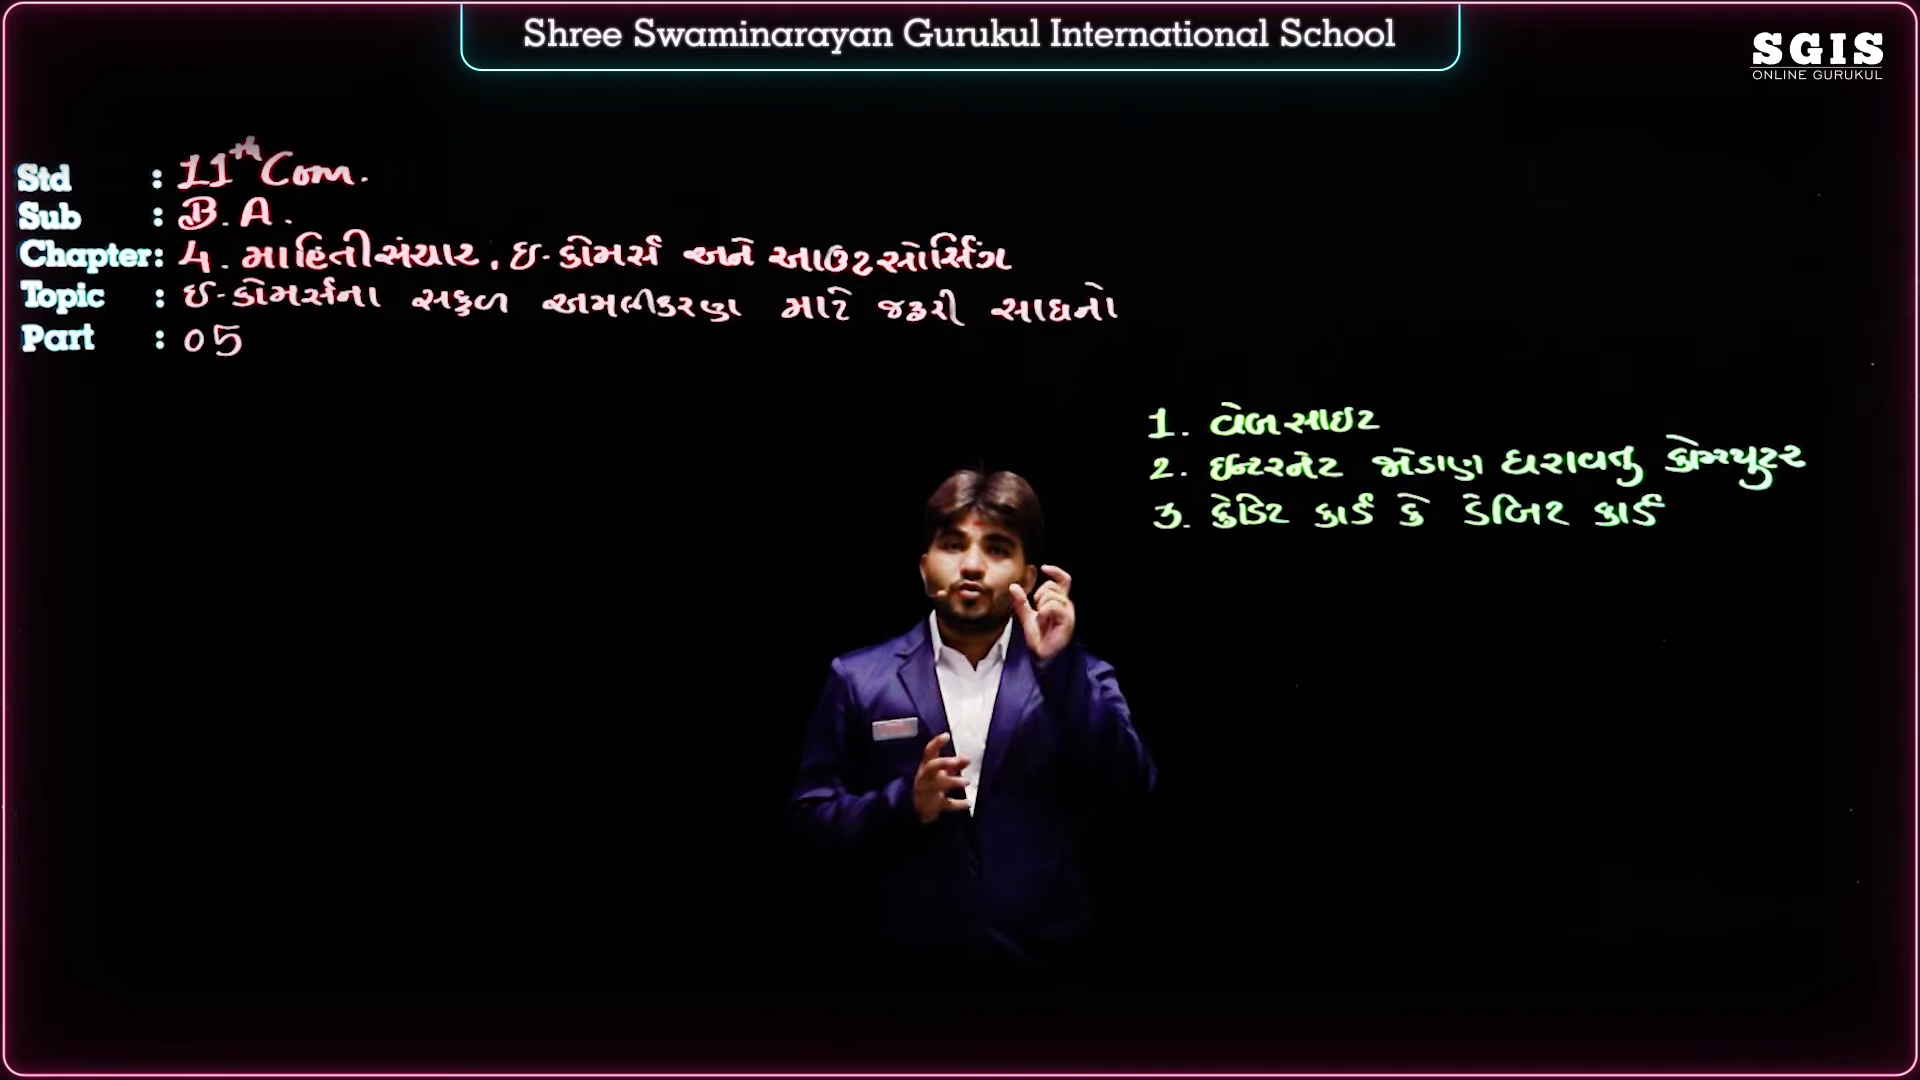 Shree Swaminarayan Gurukul International School
SGIS
ONLINE GURUKUL
Std : 11th Com.
Sub : B.A.
Chapter : 4. માહિતીસંચાર, ઇ-કોમર્સ અને આઉટસોર્સિંગ
Topic : ઈ-કોમર્સના સફળ અમલીકરણ માટે જરૂરી સાધનો
Part : 05
1. વેબસાઇટ
2. ઇન્ટરનેટ જોડાણ ધરાવતુ કોમ્પ્યુટર
3. ક્રેડિટ કાર્ડ કે ડેબિટ કાર્ડ